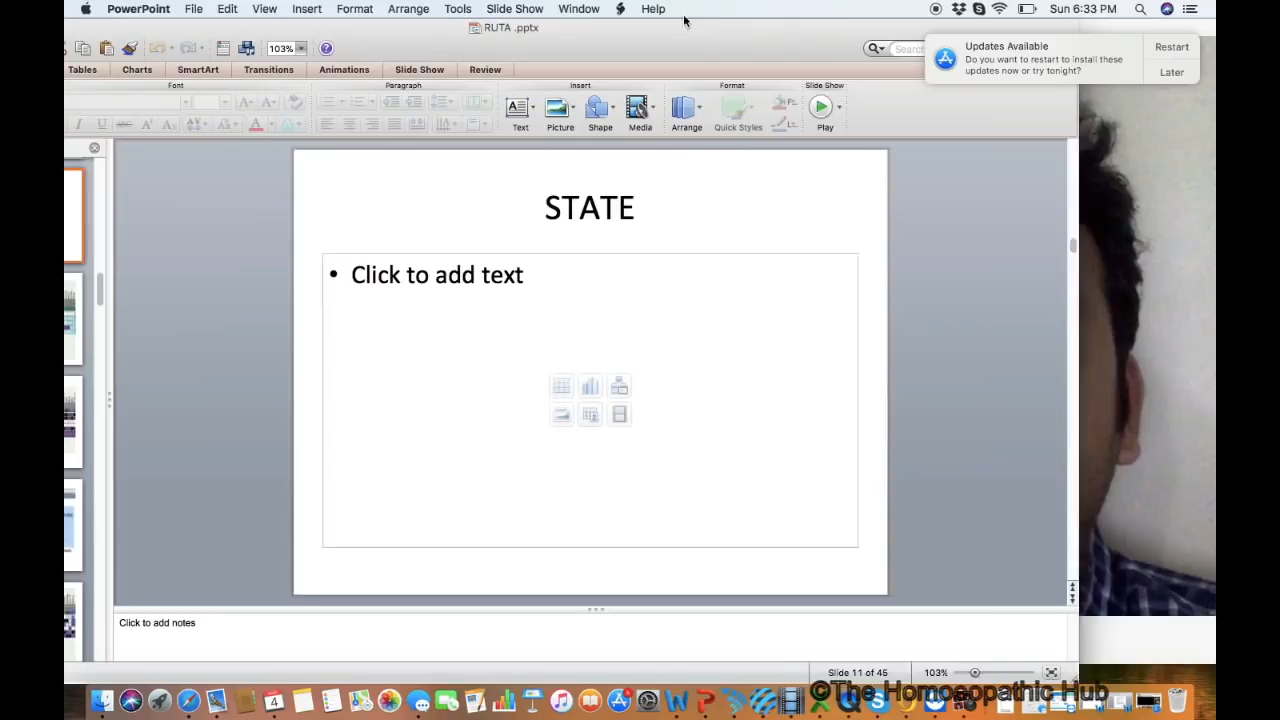 PowerPoint File Edit View Insert Format Arrange Tools Slide Show Window Help Sun 6:33 PM
RUTA .pptx
103% Search
Updates Available
Do you want to restart to install these
updates now or try tonight?
Restart
Later
Tables Charts SmartArt Transitions Animations Slide Show Review
Font Paragraph Insert Format Slide Show
Text Picture Shape Media Arrange Quick Styles Play
STATE
• Click to add text
Click to add notes
Slide 11 of 45 103%
©The Homoeopathic Hub